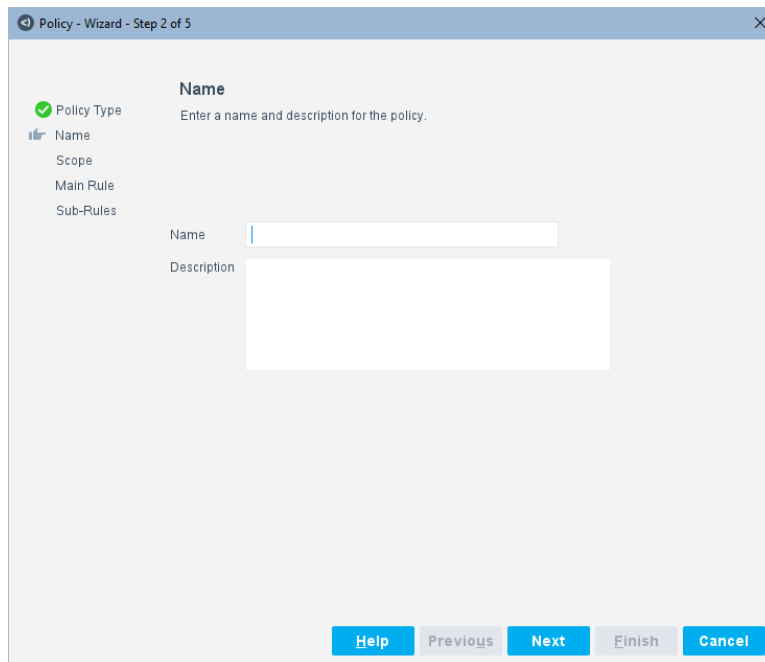 Policy - Wizard - Step 2 of 5
Name
Enter a name and description for the policy.
Policy Type
Name
Scope
Main Rule
Sub-Rules
Name
Description
Help Previous Next Finish Cancel